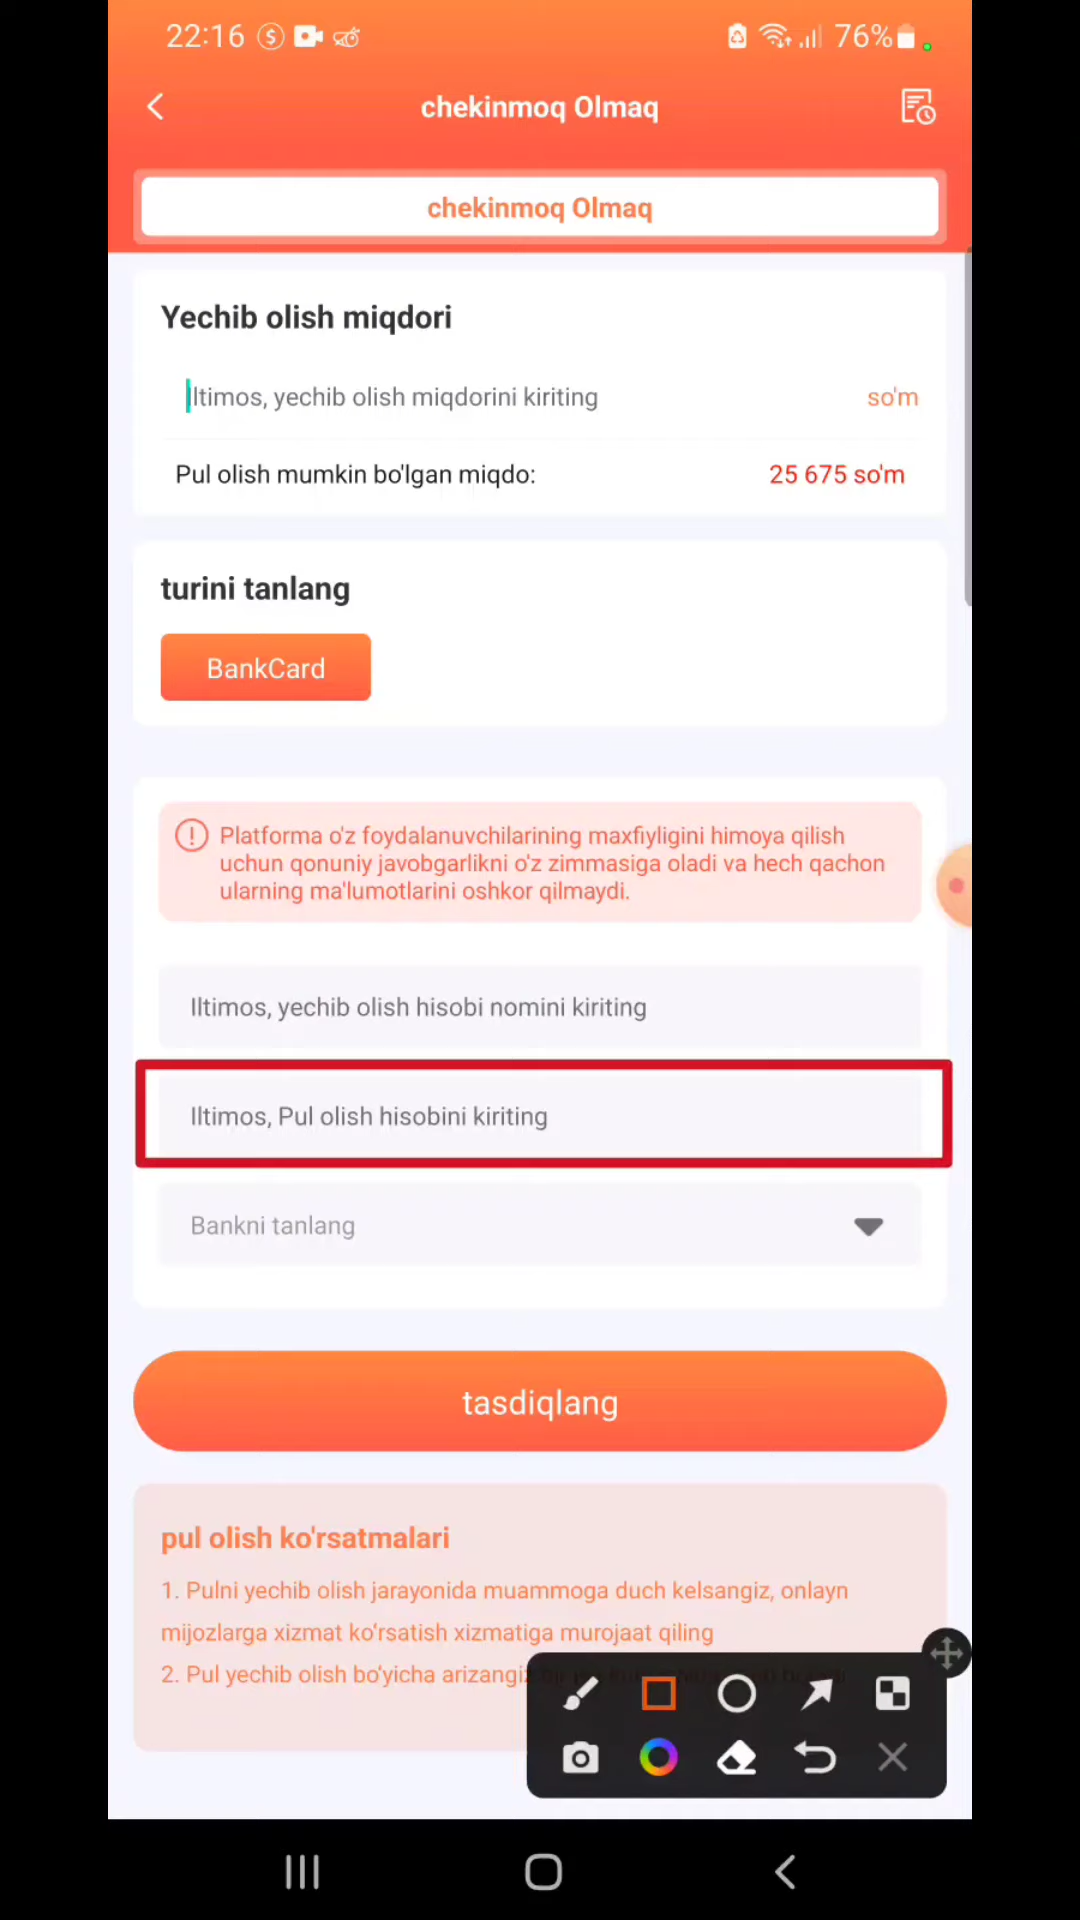 22:16
76%
chekinmoq Olmaq
chekinmoq Olmaq
Yechib olish miqdori
Iltimos, yechib olish miqdorini kiriting so'm
Pul olish mumkin bo'lgan miqdo: 25 675 so'm
turini tanlang
BankCard
Platforma o'z foydalanuvchilarining maxfiyligini himoya qilish
uchun qonuniy javobgarlikni o'z zimmasiga oladi va hech qachon
ularning ma'lumotlarini oshkor qilmaydi.
Iltimos, yechib olish hisobi nomini kiriting
Iltimos, Pul olish hisobini kiriting
Bankni tanlang
tasdiqlang
pul olish ko'rsatmalari
1. Pulni yechib olish jarayonida muammoga duch kelsangiz, onlayn
mijozlarga xizmat ko'rsatish xizmatiga murojaat qiling
2. Pul yechib olish bo'yicha